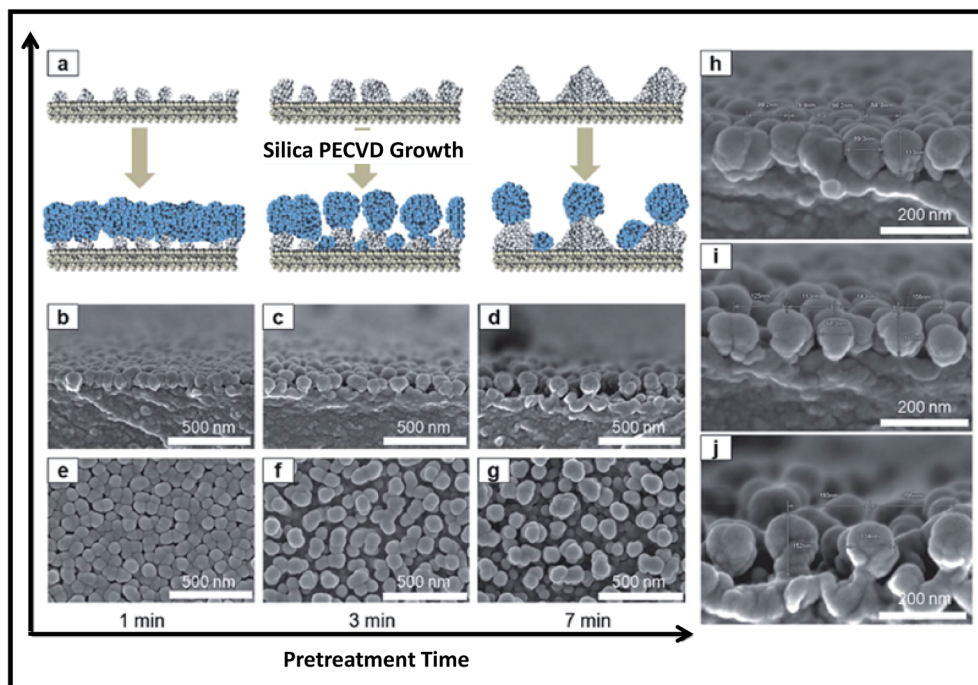 a
Silica PECVD Growth
b
c
d
500 nm
500 nm
500 nm
e
f
g
500 nm
500 nm
500 nm
1 min
3 min
7 min
Pretreatment Time
h
200 nm
i
200 nm
j
200 nm